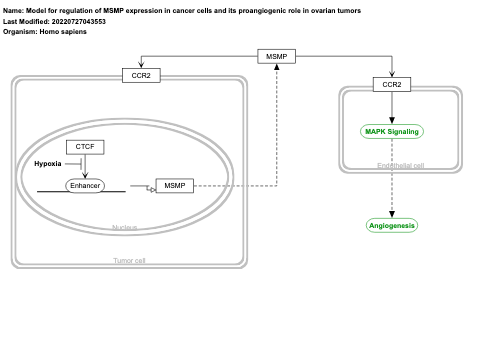 Name: Model for regulation of MSMP expression in cancer cells and its proangiogenic role in ovarian tumors
Last Modified: 20220727043553
Organism: Homo sapiens
MSMP
CCR2
CCR2
MAPK Signaling
CTCF
Hypoxia
Endothelial cell
Enhancer
MSMP
Angiogenesis
Nucleus
Tumor cell